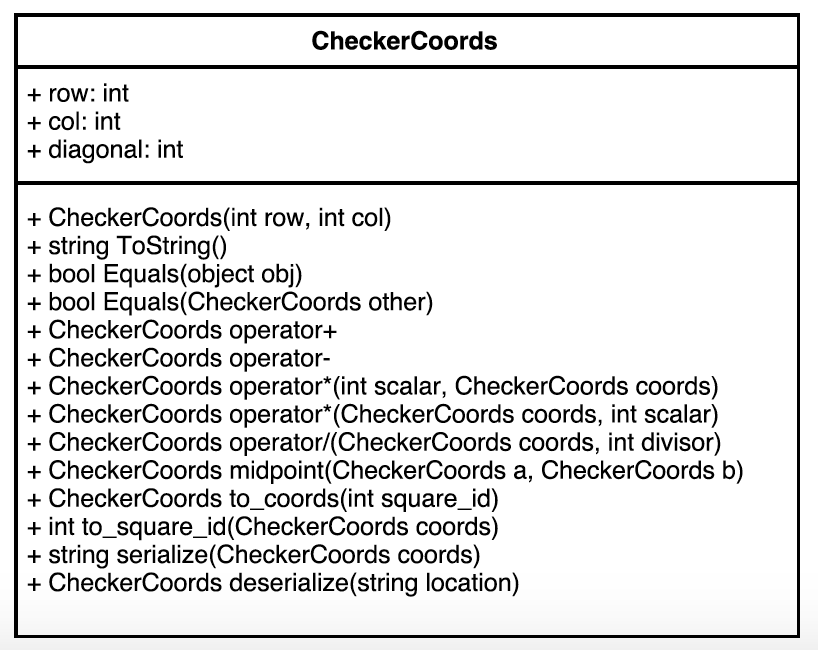 CheckerCoords
+ row: int
+ col: int
+ diagonal: int
+ CheckerCoords(int row, int col)
+ string ToString()
+ bool Equals(object obj)
+ bool Equals(CheckerCoords other)
+ CheckerCoords operator+
+ CheckerCoords operator-
+ CheckerCoords operator*(int scalar, CheckerCoords coords)
+ CheckerCoords operator*(CheckerCoords coords, int scalar)
+ CheckerCoords operator/(CheckerCoords coords, int divisor)
+ CheckerCoords midpoint(CheckerCoords a, CheckerCoords b)
+ CheckerCoords to_coords(int square_id)
+ int to_square_id(CheckerCoords coords)
+ string serialize(CheckerCoords coords)
+ CheckerCoords deserialize(string location)